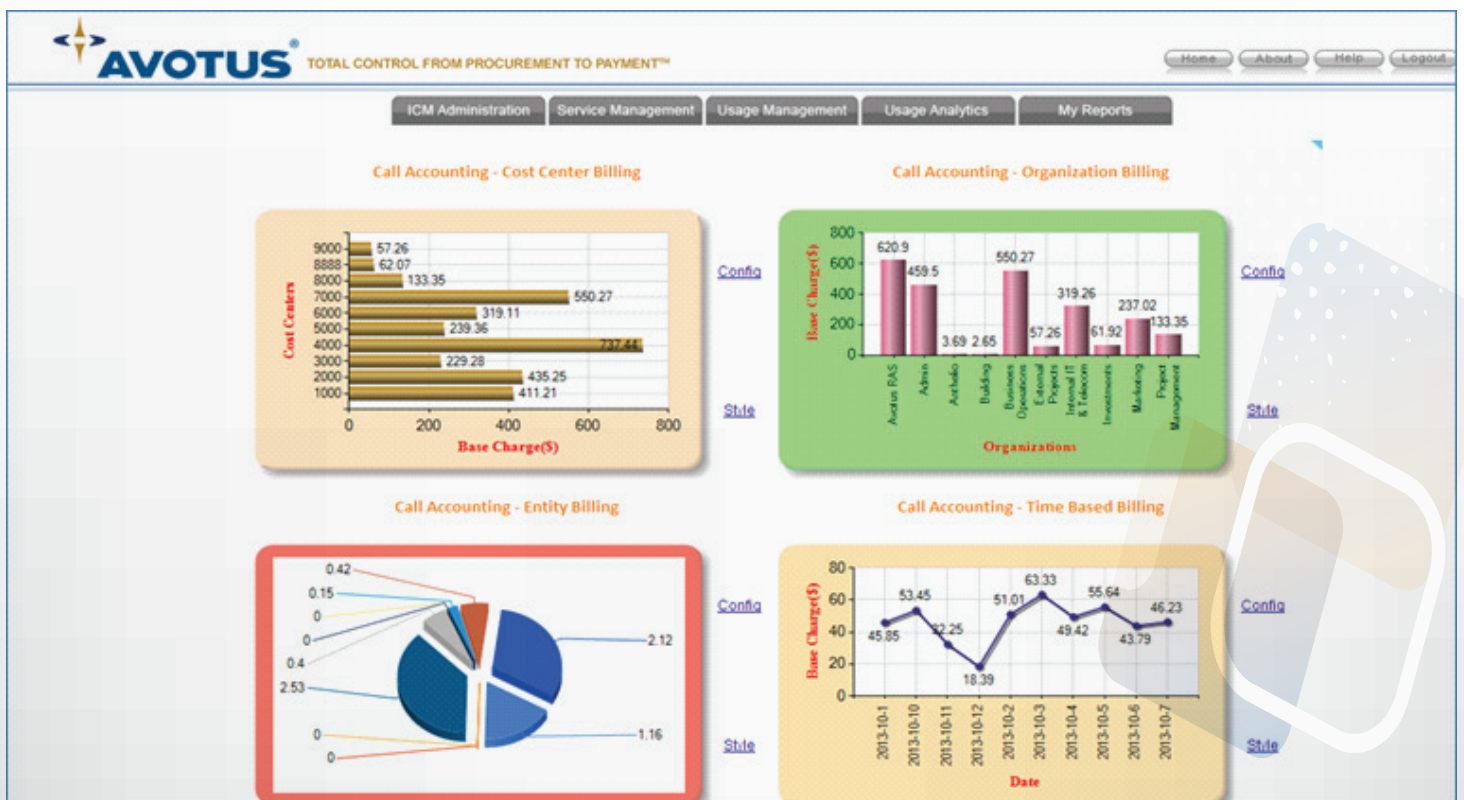 AVOTUS®
TOTAL CONTROL FROM PROCUREMENT TO PAYMENT™
Home About Help Logout
ICM Administration Service Management Usage Management Usage Analytics My Reports
Call Accounting - Cost Center Billing
Cost Centers
9000 57.26
8888 62.07
8000 133.35
7000 550.27
6000 319.11
5000 239.36
4000 737.44
3000 229.28
2000 435.25
1000 411.21
0 200 400 600 800
Base Charge($)
Config
Style
Call Accounting - Organization Billing
Base Charge($)
800
600
400
200
0
620.9 459.5 3.69 2.65 550.27 57.26 319.26 61.92 237.02 133.35
Avotus RAS
Admin
Building
Business
Operations
External
Projects
Internal IT
& Telecom
Investments
Marketing
Project
Management
Organizations
Config
Style
Call Accounting - Entity Billing
0.42
0.15
0
0
0.4
2.53
0
0
2.12
1.16
Config
Style
Call Accounting - Time Based Billing
Base Charge($)
80
60
40
20
0
45.85 53.45 32.25 18.39 51.01 63.33 49.42 55.64 43.79 46.23
2013-10-1
2013-10-10
2013-10-11
2013-10-12
2013-10-2
2013-10-3
2013-10-4
2013-10-5
2013-10-6
2013-10-7
Date
Config
Style